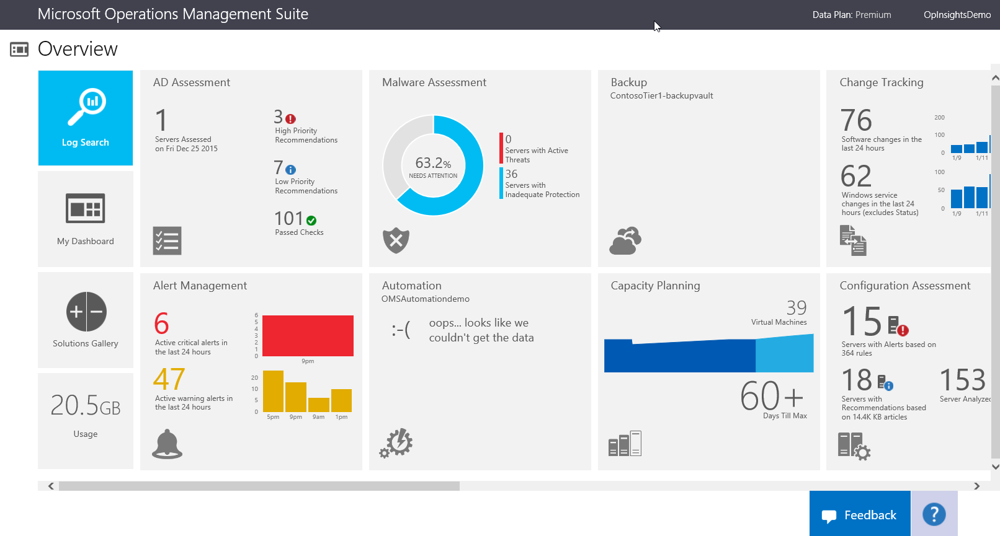 Microsoft Operations Management Suite
Data Plan: Premium
OpInsightsDemo
Overview
Log Search
My Dashboard
Solutions Gallery
20.5GB
Usage
AD Assessment
1
Servers Assessed
on Fri Dec 25 2015
3
High Priority
Recommendations
7
Low Priority
Recommendations
101
Passed Checks
Malware Assessment
63.2%
NEEDS ATTENTION
0
Servers with Active
Threats
36
Servers with
Inadequate Protection
Backup
ContosoTier1-backupvault
Change Tracking
76
Software changes in the
last 24 hours
200
100
0
1/9
1/11
62
Windows service
changes in the last 24
hours (excludes Status)
100
50
0
1/9
1/11
Alert Management
6
Active critical alerts in
the last 24 hours
6
5
4
3
2
1
0
9pm
47
Active warning alerts in
the last 24 hours
20
10
5
0
5pm
9pm
9am
1pm
Automation
OMSAutomationdemo
:-(
oops... looks like we
couldn't get the data
Capacity Planning
39
Virtual Machines
60+
Days Till Max
Configuration Assessment
15
Servers with Alerts based on
364 rules
18
Servers with
Recommendations based
on 14.4K KB articles
153
Server Analyzed
Feedback
?